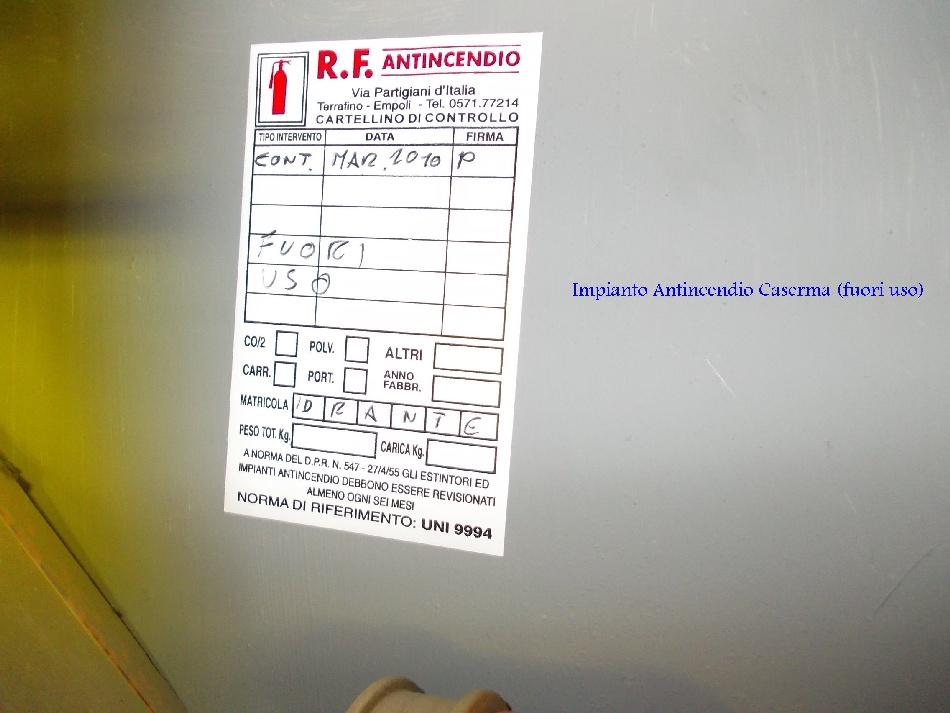 R.F. ANTINCENDIO
Via Partigiani d'Italia
Terrafino - Empoli - Tel. 0571.77214
CARTELLINO DI CONTROLLO
TIPO INTERVENTO DATA FIRMA
CONT. MAR. 2010 P
FUORI
USO
Impianto Antincendio Caserma (fuori uso)
CO/2 POLV. ALTRI
CARR. PORT. ANNO FABBR.
MATRICOLA IDRANTE
PESO TOT. Kg. CARICA Kg.
A NORMA DEL D.P.R. N. 547 - 27/4/55 GLI ESTINTORI ED
IMPIANTI ANTINCENDIO DEBBONO ESSERE REVISIONATI
ALMENO OGNI SEI MESI
NORMA DI RIFERIMENTO: UNI 9994